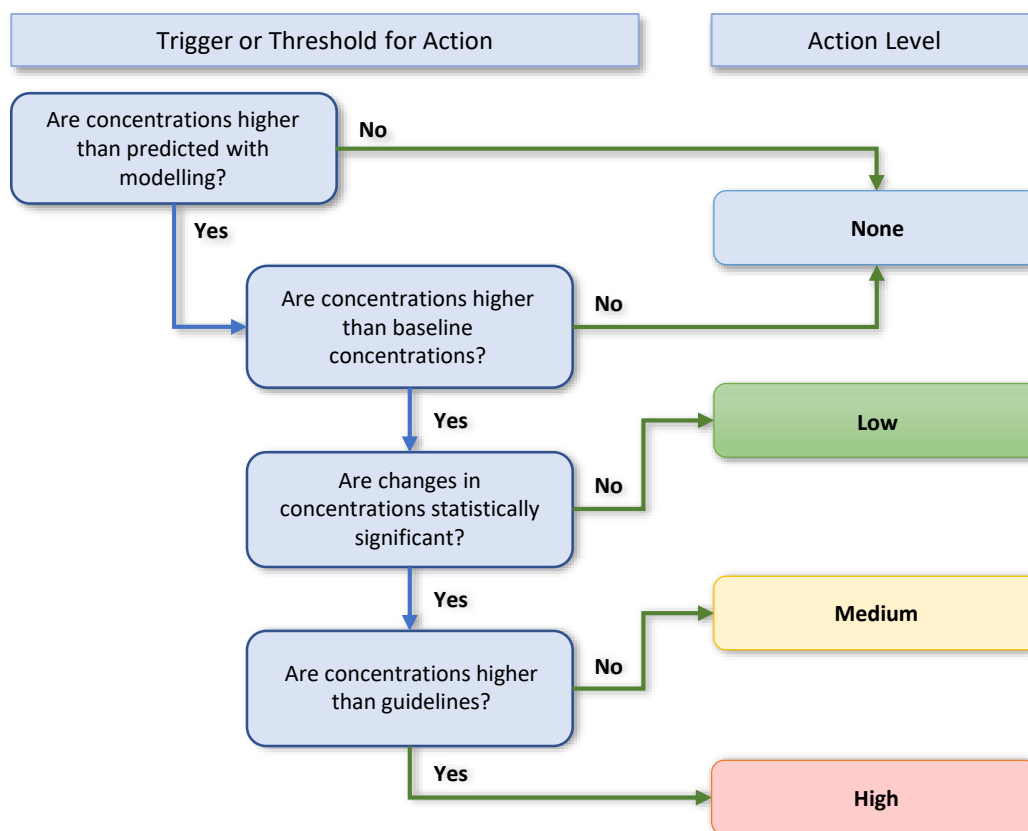 Trigger or Threshold for Action
Action Level
Are concentrations higher
than predicted with
modelling?
No
None
Yes
Are concentrations higher
than baseline
concentrations?
No
Low
Yes
Are changes in
concentrations statistically
significant?
No
Medium
Yes
Are concentrations higher
than guidelines?
No
Yes
High